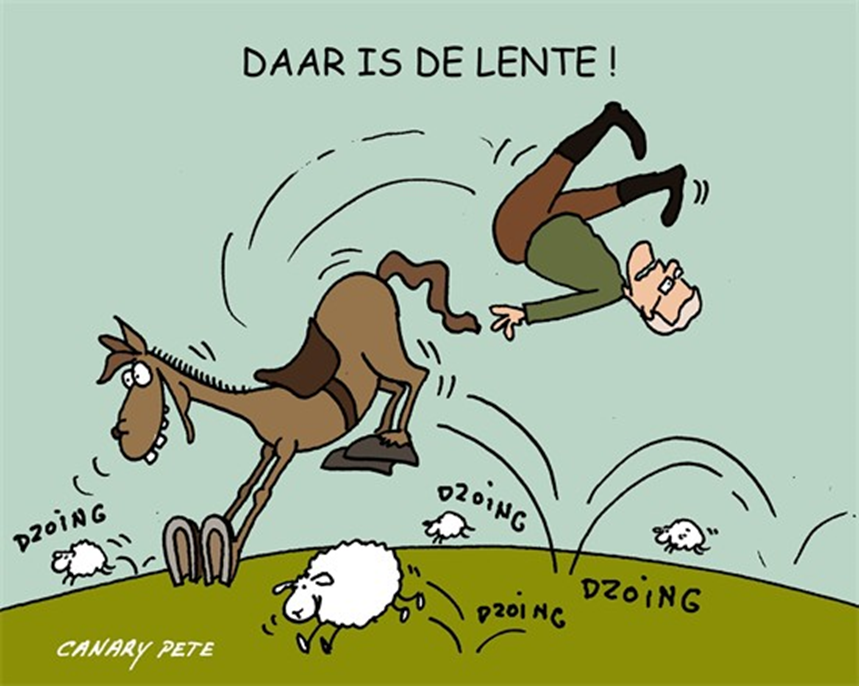 DAAR IS DE LENTE !
DZOING
DZOING
DZOING
DZOING
CANARY PETE